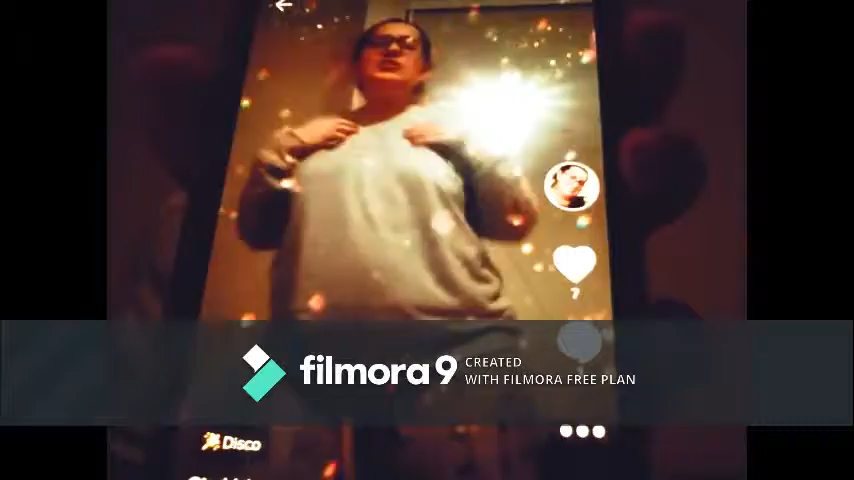 7
filmora9
CREATED
WITH FILMORA FREE PLAN
Disco